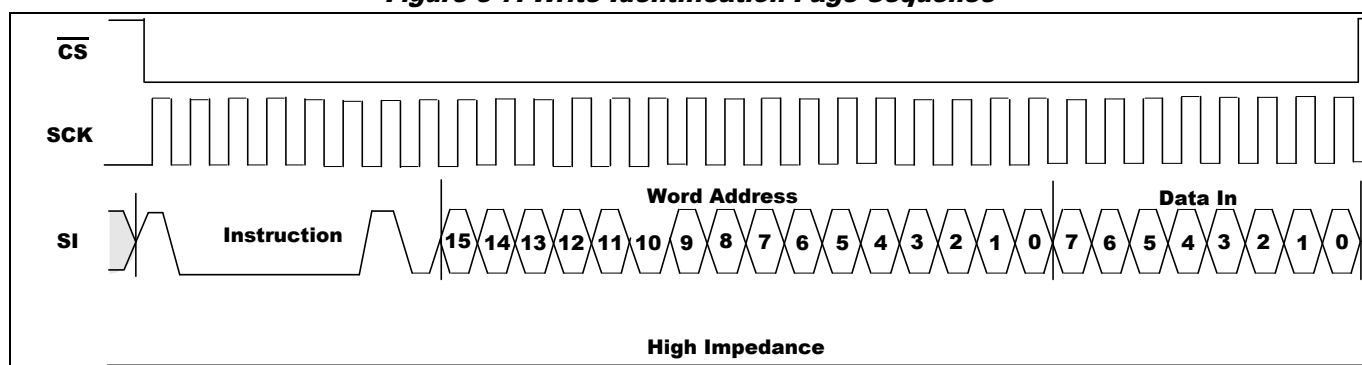 CS
SCK
Word Address
Data In
SI
Instruction
15 14 13 12 11 10 9 8 7 6 5 4 3 2 1 0 7 6 5 4 3 2 1 0
High Impedance